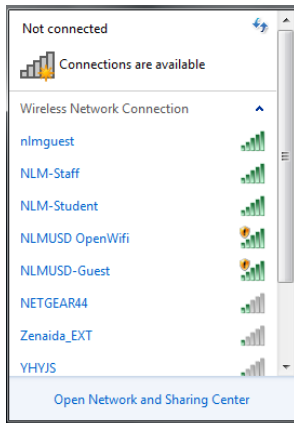 Not connected
Connections are available
Wireless Network Connection
nlmguest
NLM-Staff
NLM-Student
NLMUSD OpenWifi
NLMUSD-Guest
NETGEAR44
Zenaida_EXT
YHYJS
Open Network and Sharing Center